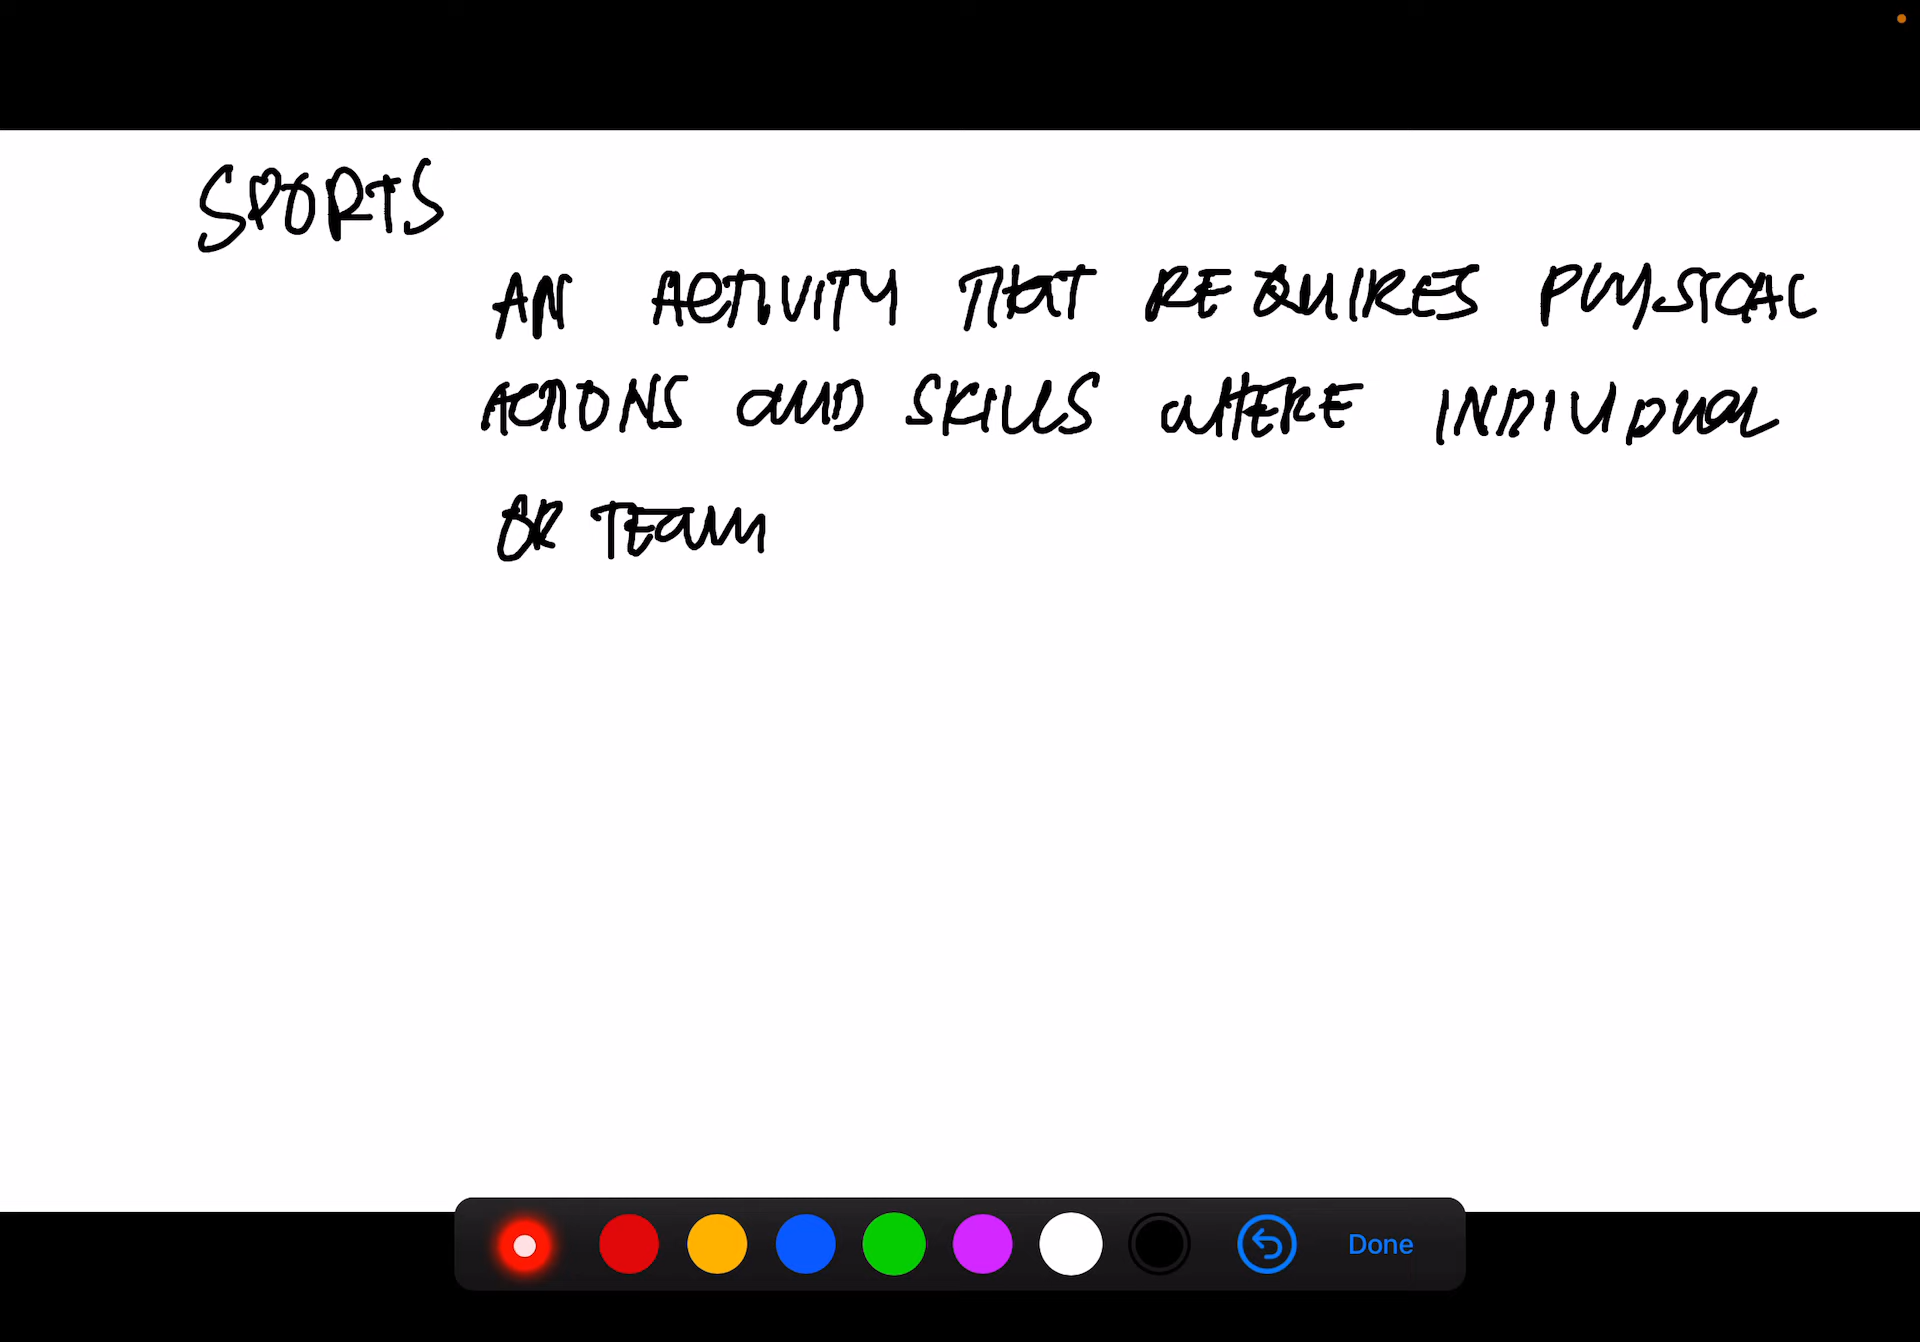 SPORTS
AN ACTIVITY THAT REQUIRES PHYSICAL
ACTIONS AND SKILLS WHERE INDIVIDUAL
OR TEAM
Done